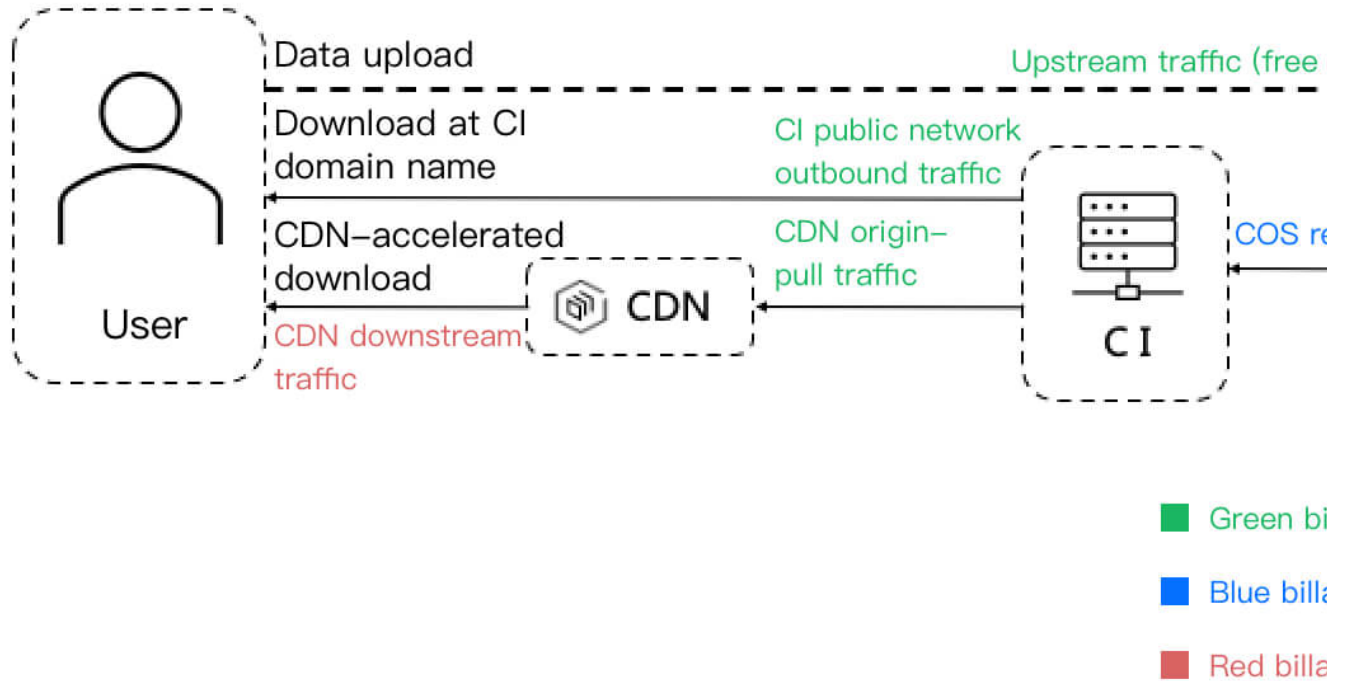 Data upload
Upstream traffic (free
Download at CI
domain name
CI public network
outbound traffic
CDN–accelerated
download
CDN origin–
pull traffic
COS
CDN
User
CDN downstream
traffic
CI
Green
Blue
Red